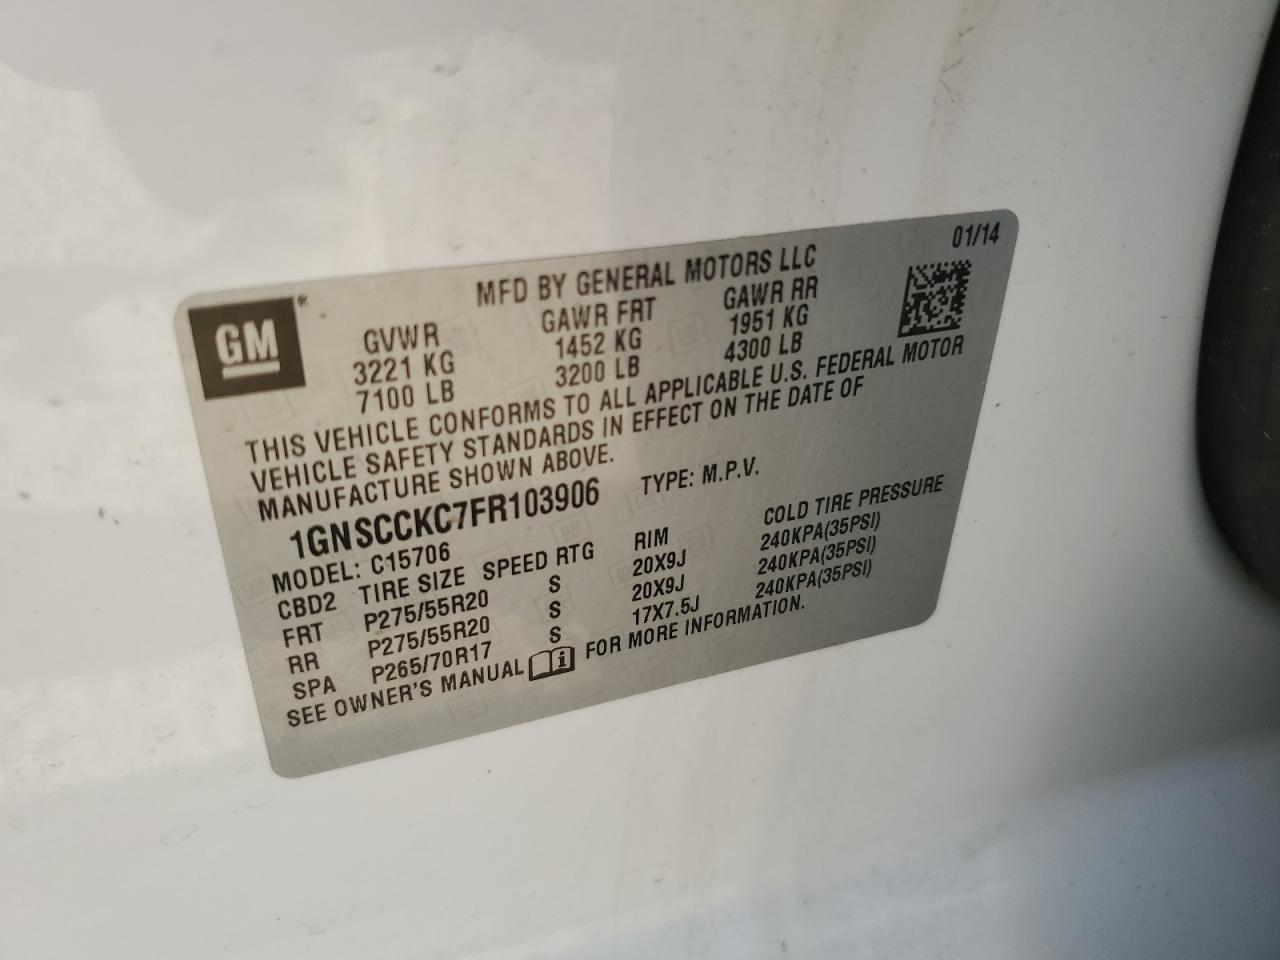 MFD BY GENERAL MOTORS LLC 01/14
GM GVWR GAWR FRT GAWR RR
3221 KG 1452 KG 1951 KG
7100 LB 3200 LB 4300 LB
THIS VEHICLE CONFORMS TO ALL APPLICABLE U.S. FEDERAL MOTOR
VEHICLE SAFETY STANDARDS IN EFFECT ON THE DATE OF
MANUFACTURE SHOWN ABOVE.
1GNSCCKC7FR103906 TYPE: M.P.V.
MODEL: C15706
CBD2 TIRE SIZE SPEED RTG RIM COLD TIRE PRESSURE
FRT P275/55R20 S 20X9J 240KPA(35PSI)
RR P275/55R20 S 20X9J 240KPA(35PSI)
SPA P265/70R17 S 17X7.5J 240KPA(35PSI)
SEE OWNER'S MANUAL i FOR MORE INFORMATION.